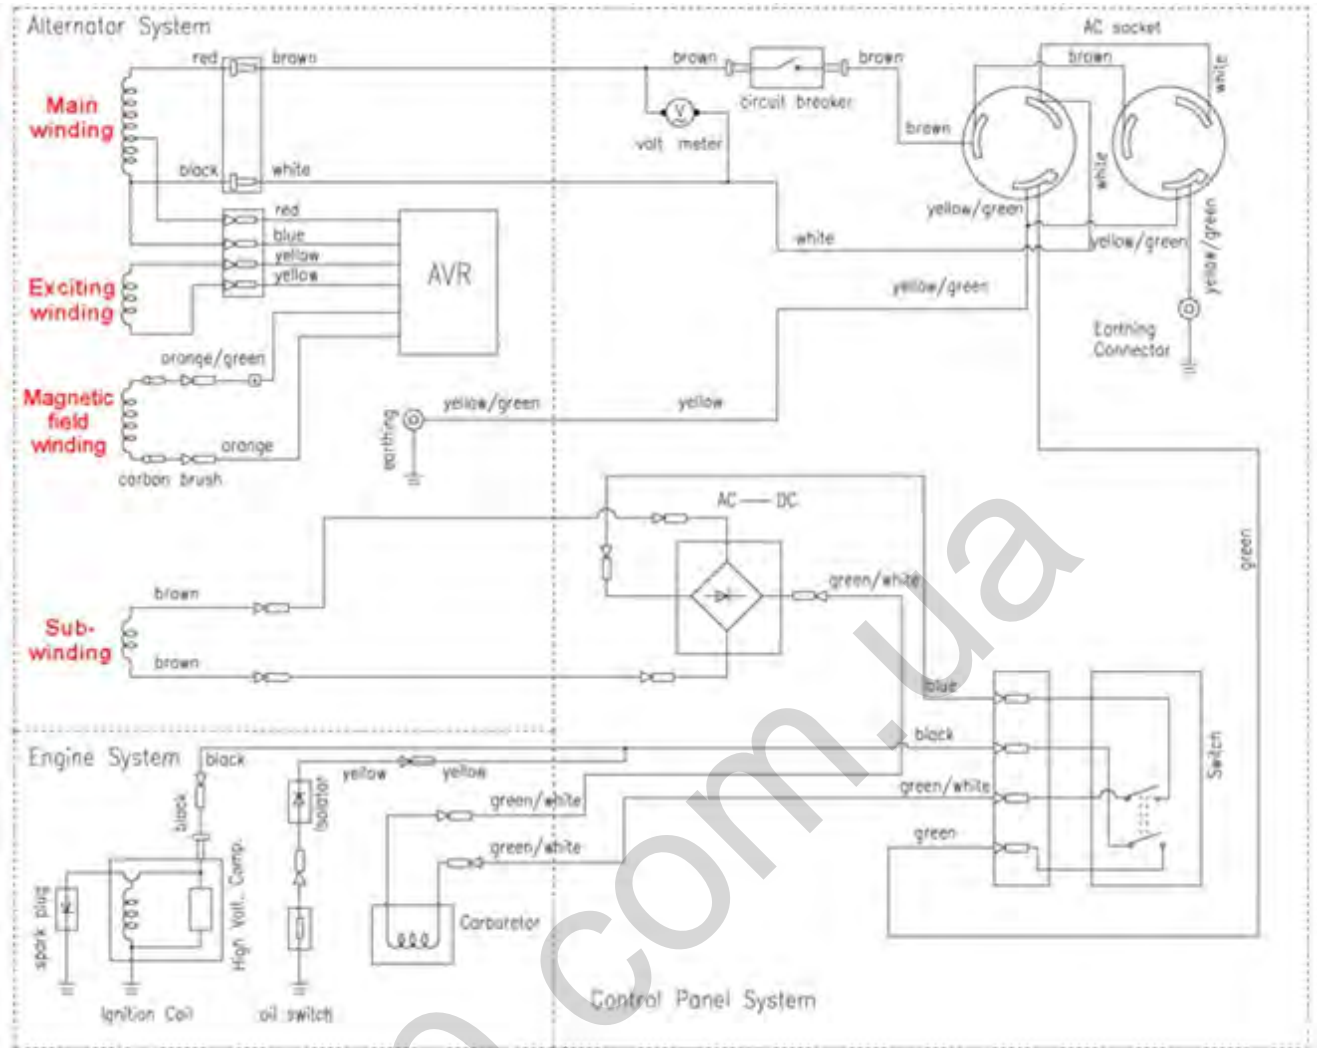 Alternator System
AC socket
red
brown
brown
brown
brown
white
Main
winding
circuit breaker
V
volt meter
brown
black
white
white
red
blue
yellow
yellow
yellow/green
white
yellow/green
yellow/green
Exciting
winding
AVR
yellow/green
Eartning
Connector
orange/green
Magnetic
field
winding
yellow/green
yellow
earthing
orange
carbon brush
AC — DC
green
green/white
brown
Sub-
winding
brown
blue
black
Switch
Engine System
black
yellow
yellow
green/white
green/white
black
Isolator
green
green/white
High Volt. Comp.
spark plug
Carburetor
Ignition Coil
oil switch
Control Panel System
com.ua